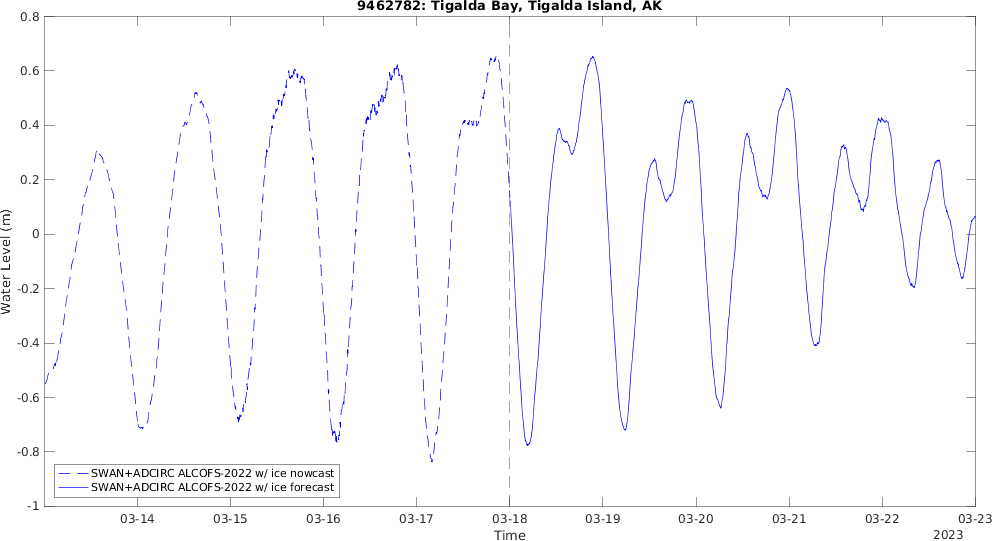 9462782: Tigalda Bay, Tigalda Island, AK
Water Level (m)
0.8
0.6
0.4
0.2
0
-0.2
-0.4
-0.6
-0.8
-1
SWAN+ADCIRC ALCOFS-2022 w/ ice nowcast
SWAN+ADCIRC ALCOFS-2022 w/ ice forecast
03-14 03-15 03-16 03-17 03-18 03-19 03-20 03-21 03-22 03-23
Time
2023